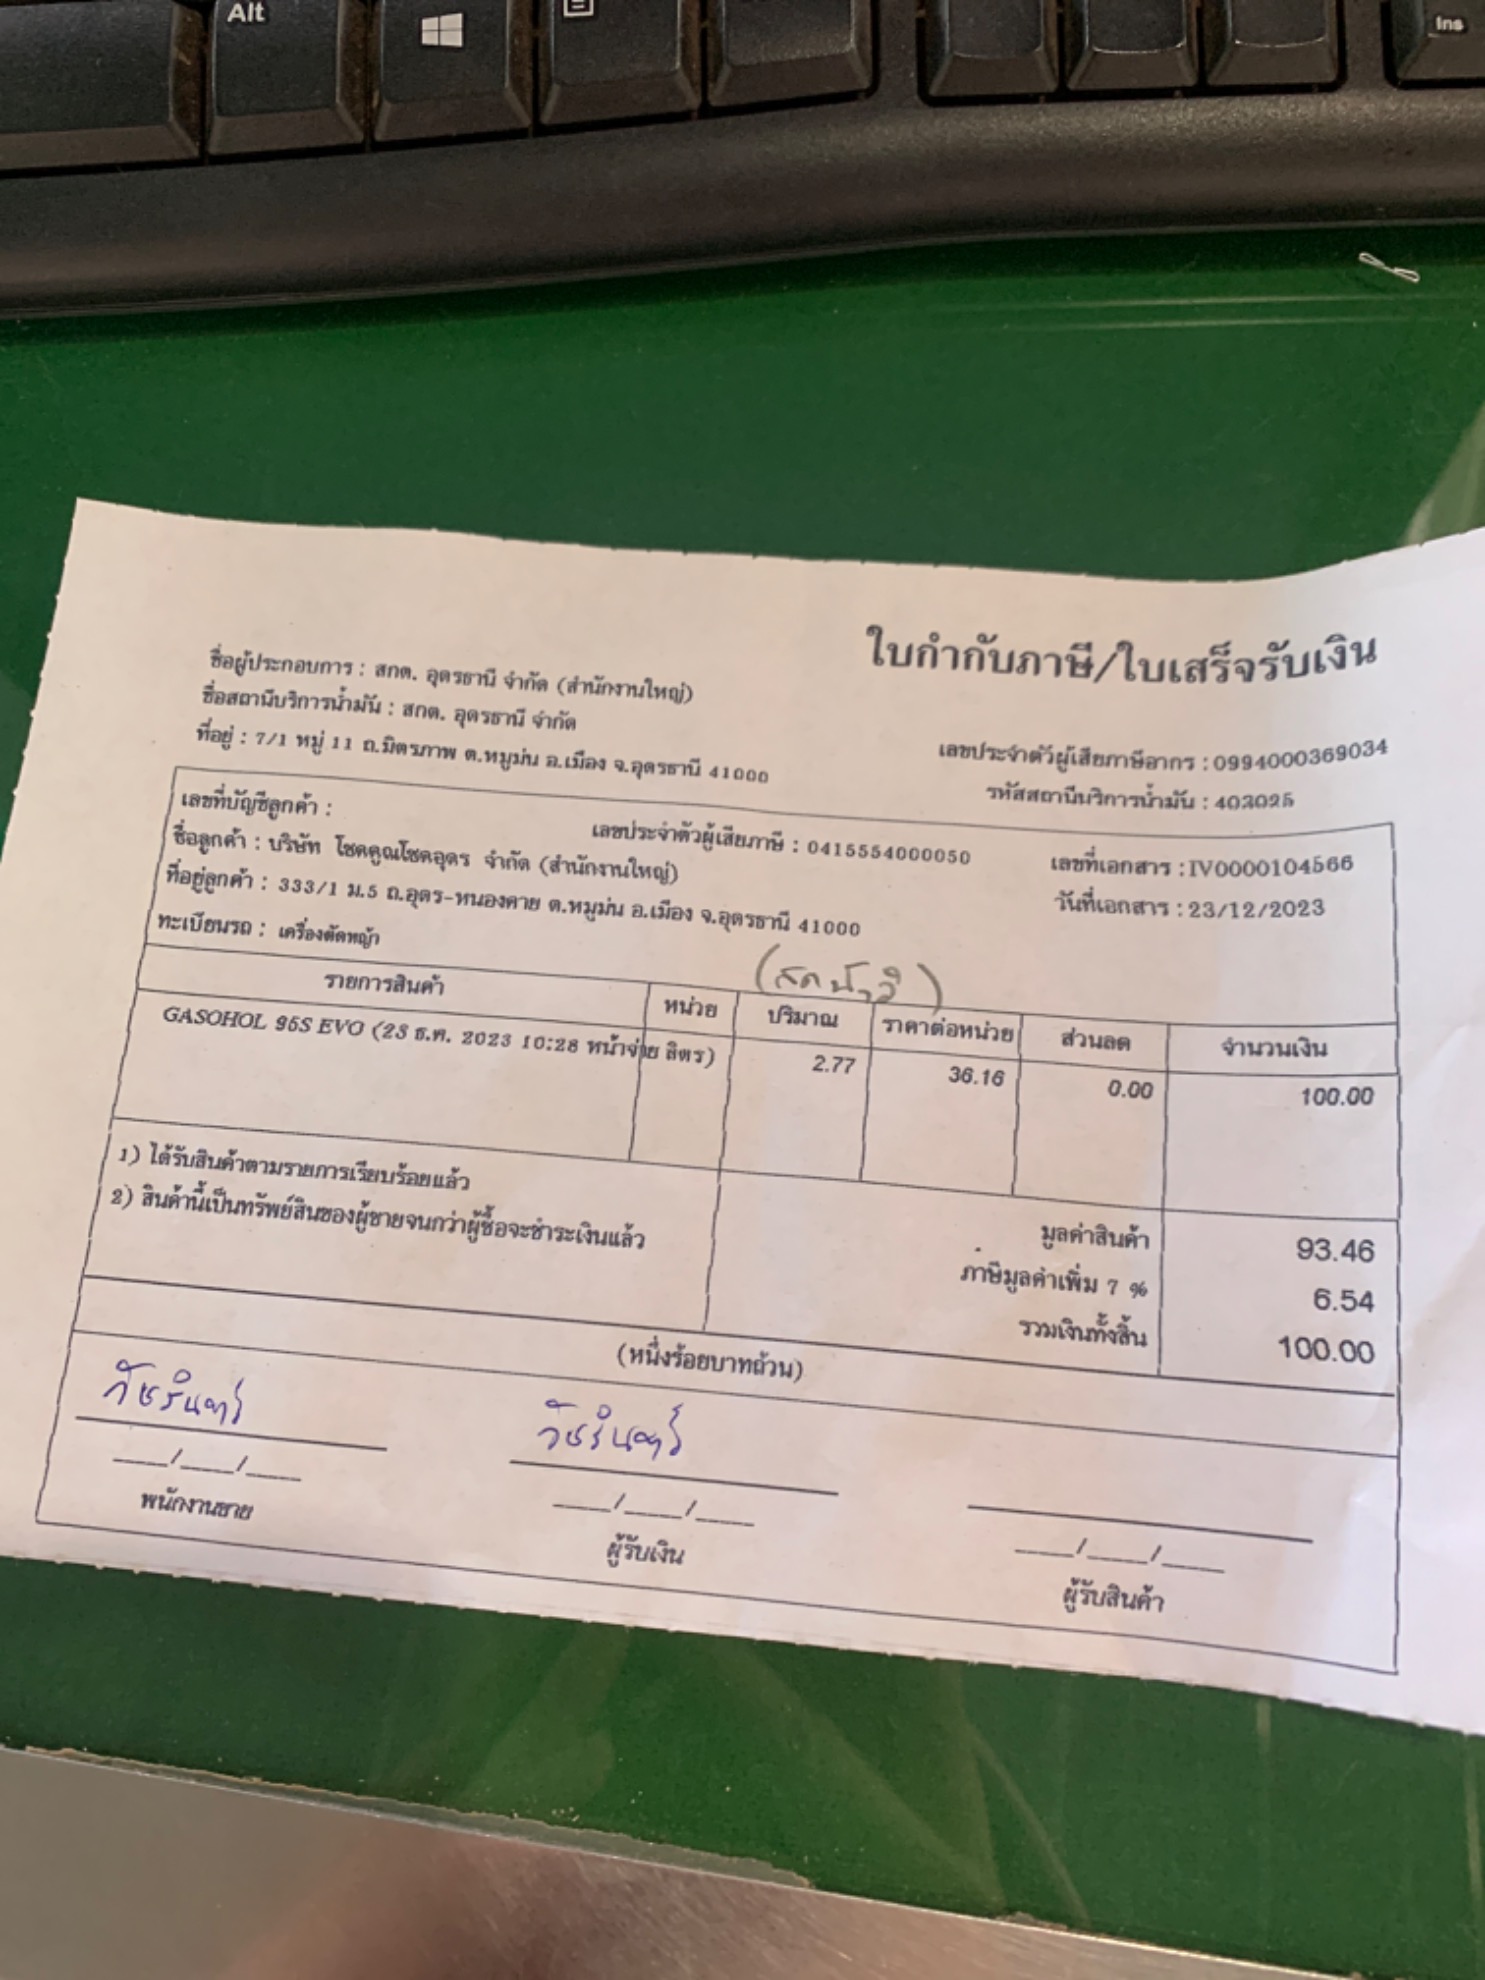 Alt
Ins
ใบกำกับภาษี/ใบเสร็จรับเงิน
ชื่อผู้ประกอบการ : สกต. อุดรธานี จำกัด (สำนักงานใหญ่)
ชื่อสถานีบริการน้ำมัน : สกต. อุดรธานี จำกัด
ที่อยู่ : 7/1 หมู่ 11 ถ.มิตรภาพ ต.หมูม่น อ.เมือง จ.อุดรธานี 41000
เลขประจำตัวผู้เสียภาษีอากร : 0994000369034
รหัสสถานีบริการน้ำมัน : 403025
เลขที่บัญชีลูกค้า : เลขประจำตัวผู้เสียภาษี : 0415554000050
เลขที่เอกสาร : IV0000104566
ชื่อลูกค้า : บริษัท โชคคูณโชคอุดร จำกัด (สำนักงานใหญ่)
วันที่เอกสาร : 23/12/2023
ที่อยู่ลูกค้า : 333/1 ม.5 ถ.อุดร-หนองคาย ต.หมูม่น อ.เมือง จ.อุดรธานี 41000
ทะเบียนรถ : เครื่องตัดหญ้า
รายการสินค้า หน่วย ปริมาณ ราคาต่อหน่วย ส่วนลด จำนวนเงิน
GASOHOL 95S EVO (23 ธ.ค. 2023 10:28 หน้าจ่าย ลิตร) 2.77 36.16 0.00 100.00
1) ได้รับสินค้าตามรายการเรียบร้อยแล้ว
2) สินค้านี้เป็นทรัพย์สินของผู้ขายจนกว่าผู้ซื้อจะชำระเงินแล้ว
มูลค่าสินค้า 93.46
ภาษีมูลค่าเพิ่ม 7 % 6.54
รวมเงินทั้งสิ้น 100.00
(หนึ่งร้อยบาทถ้วน)
วัชรินทร์ วัชรินทร์
___/___/___ ___/___/___ ___/___/___
พนักงานขาย ผู้รับเงิน ผู้รับสินค้า